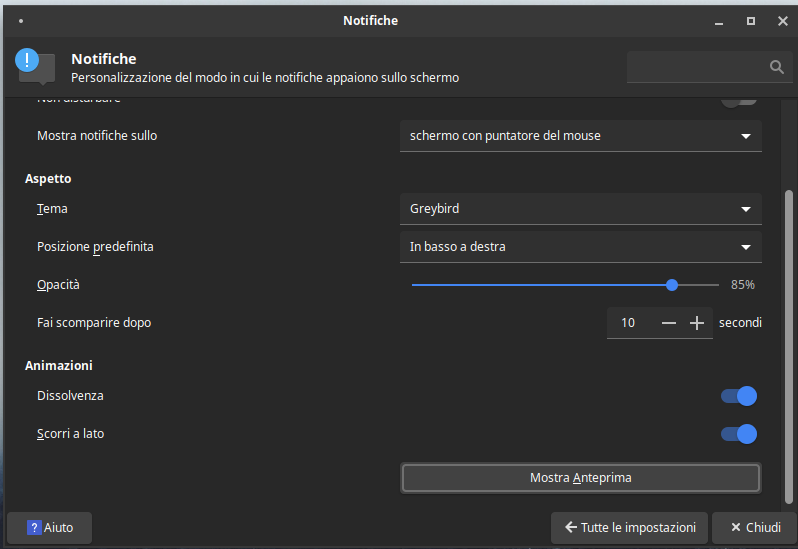 Notifiche
Notifiche
Personalizzazione del modo in cui le notifiche appaiono sullo schermo
Non disturbare
Mostra notifiche sullo schermo con puntatore del mouse
Aspetto
Tema Greybird
Posizione predefinita In basso a destra
Opacità 85%
Fai scomparire dopo 10 secondi
Animazioni
Dissolvenza
Scorri a lato
Mostra Anteprima
Aiuto Tutte le impostazioni Chiudi